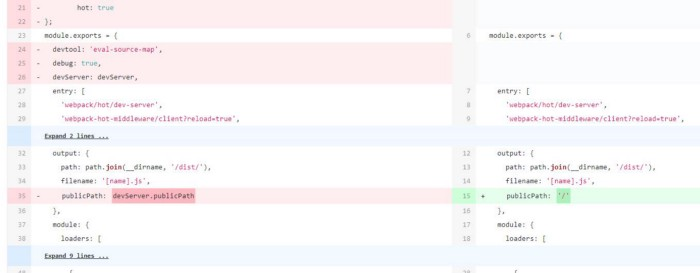 21 - hot: true
22 - };
23 module.exports = { 6 module.exports = {
24 - devtool: 'eval-source-map',
25 - debug: true,
26 - devServer: devServer,
27 entry: [ 7 entry: [
28 'webpack/hot/dev-server', 8 'webpack/hot/dev-server',
29 'webpack-hot-middleware/client?reload=true', 9 'webpack-hot-middleware/client?reload=true',
Expand 2 lines ...
32 output: { 12 output: {
33 path: path.join(__dirname, '/dist/'), 13 path: path.join(__dirname, '/dist/'),
34 filename: '[name].js', 14 filename: '[name].js',
35 - publicPath: devServer.publicPath 15 + publicPath: '/'
36 }, 16 },
37 module: { 17 module: {
38 loaders: [ 18 loaders: [
Expand 9 lines ...